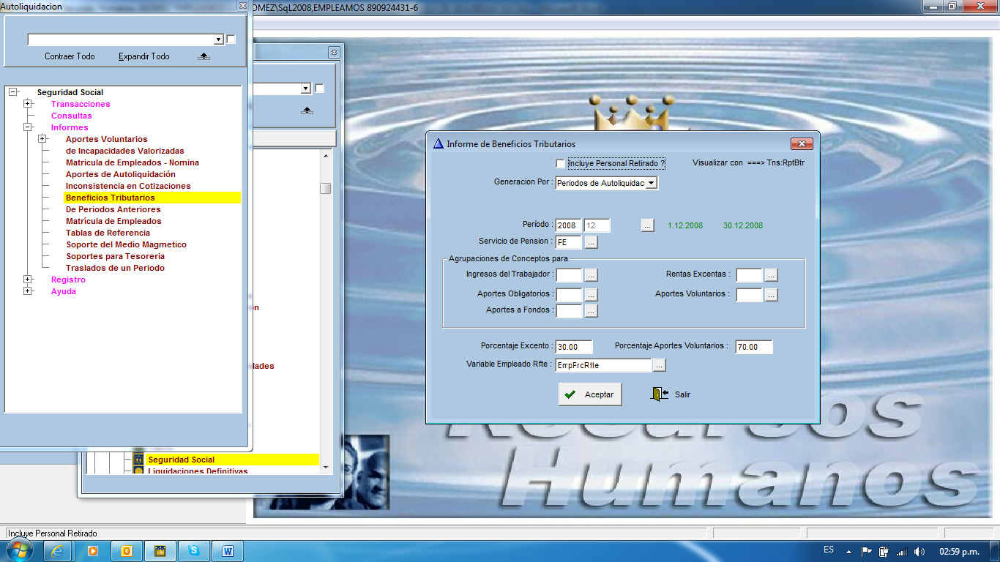 Autoliquidacion
OMEZ\SqL2008,EMPLEAMOS 890924431-6
Contraer Todo
Expandir Todo
Seguridad Social
Transacciones
Consultas
Informes
Aportes Voluntarios
de Incapacidades Valorizadas
Matricula de Empleados - Nomina
Aportes de Autoliquidación
Inconsistencia en Cotizaciones
Beneficios Tributarios
De Periodos Anteriores
Matrícula de Empleados
Tablas de Referencia
Soporte del Medio Magmetico
Soportes para Tesoreria
Traslados de un Periodo
Registro
Ayuda
on
dades
Seguridad Social
Liquidaciones Definitivas
Informe de Beneficios Tributarios
Incluye Personal Retirado ?
Visualizar con ===> Tns:RptBtr
Generacion Por :
Periodos de Autoliquidac
Período :
2008
12
...
1.12.2008
30.12.2008
Servicio de Pension :
FE
...
Agrupaciones de Conceptos para
Ingresos del Trabajador :
...
Rentas Excentas :
...
Aportes Obligatorios :
...
Aportes Voluntarios :
...
Aportes a Fondos :
...
Porcentaje Excento :
30.00
Porcentaje Aportes Voluntarios :
70.00
Variable Empleado Rfte :
EmpPrcRtfe
...
Aceptar
Salir
Recursos
Humanos
Incluye Personal Retirado
ES
02:59 p.m.